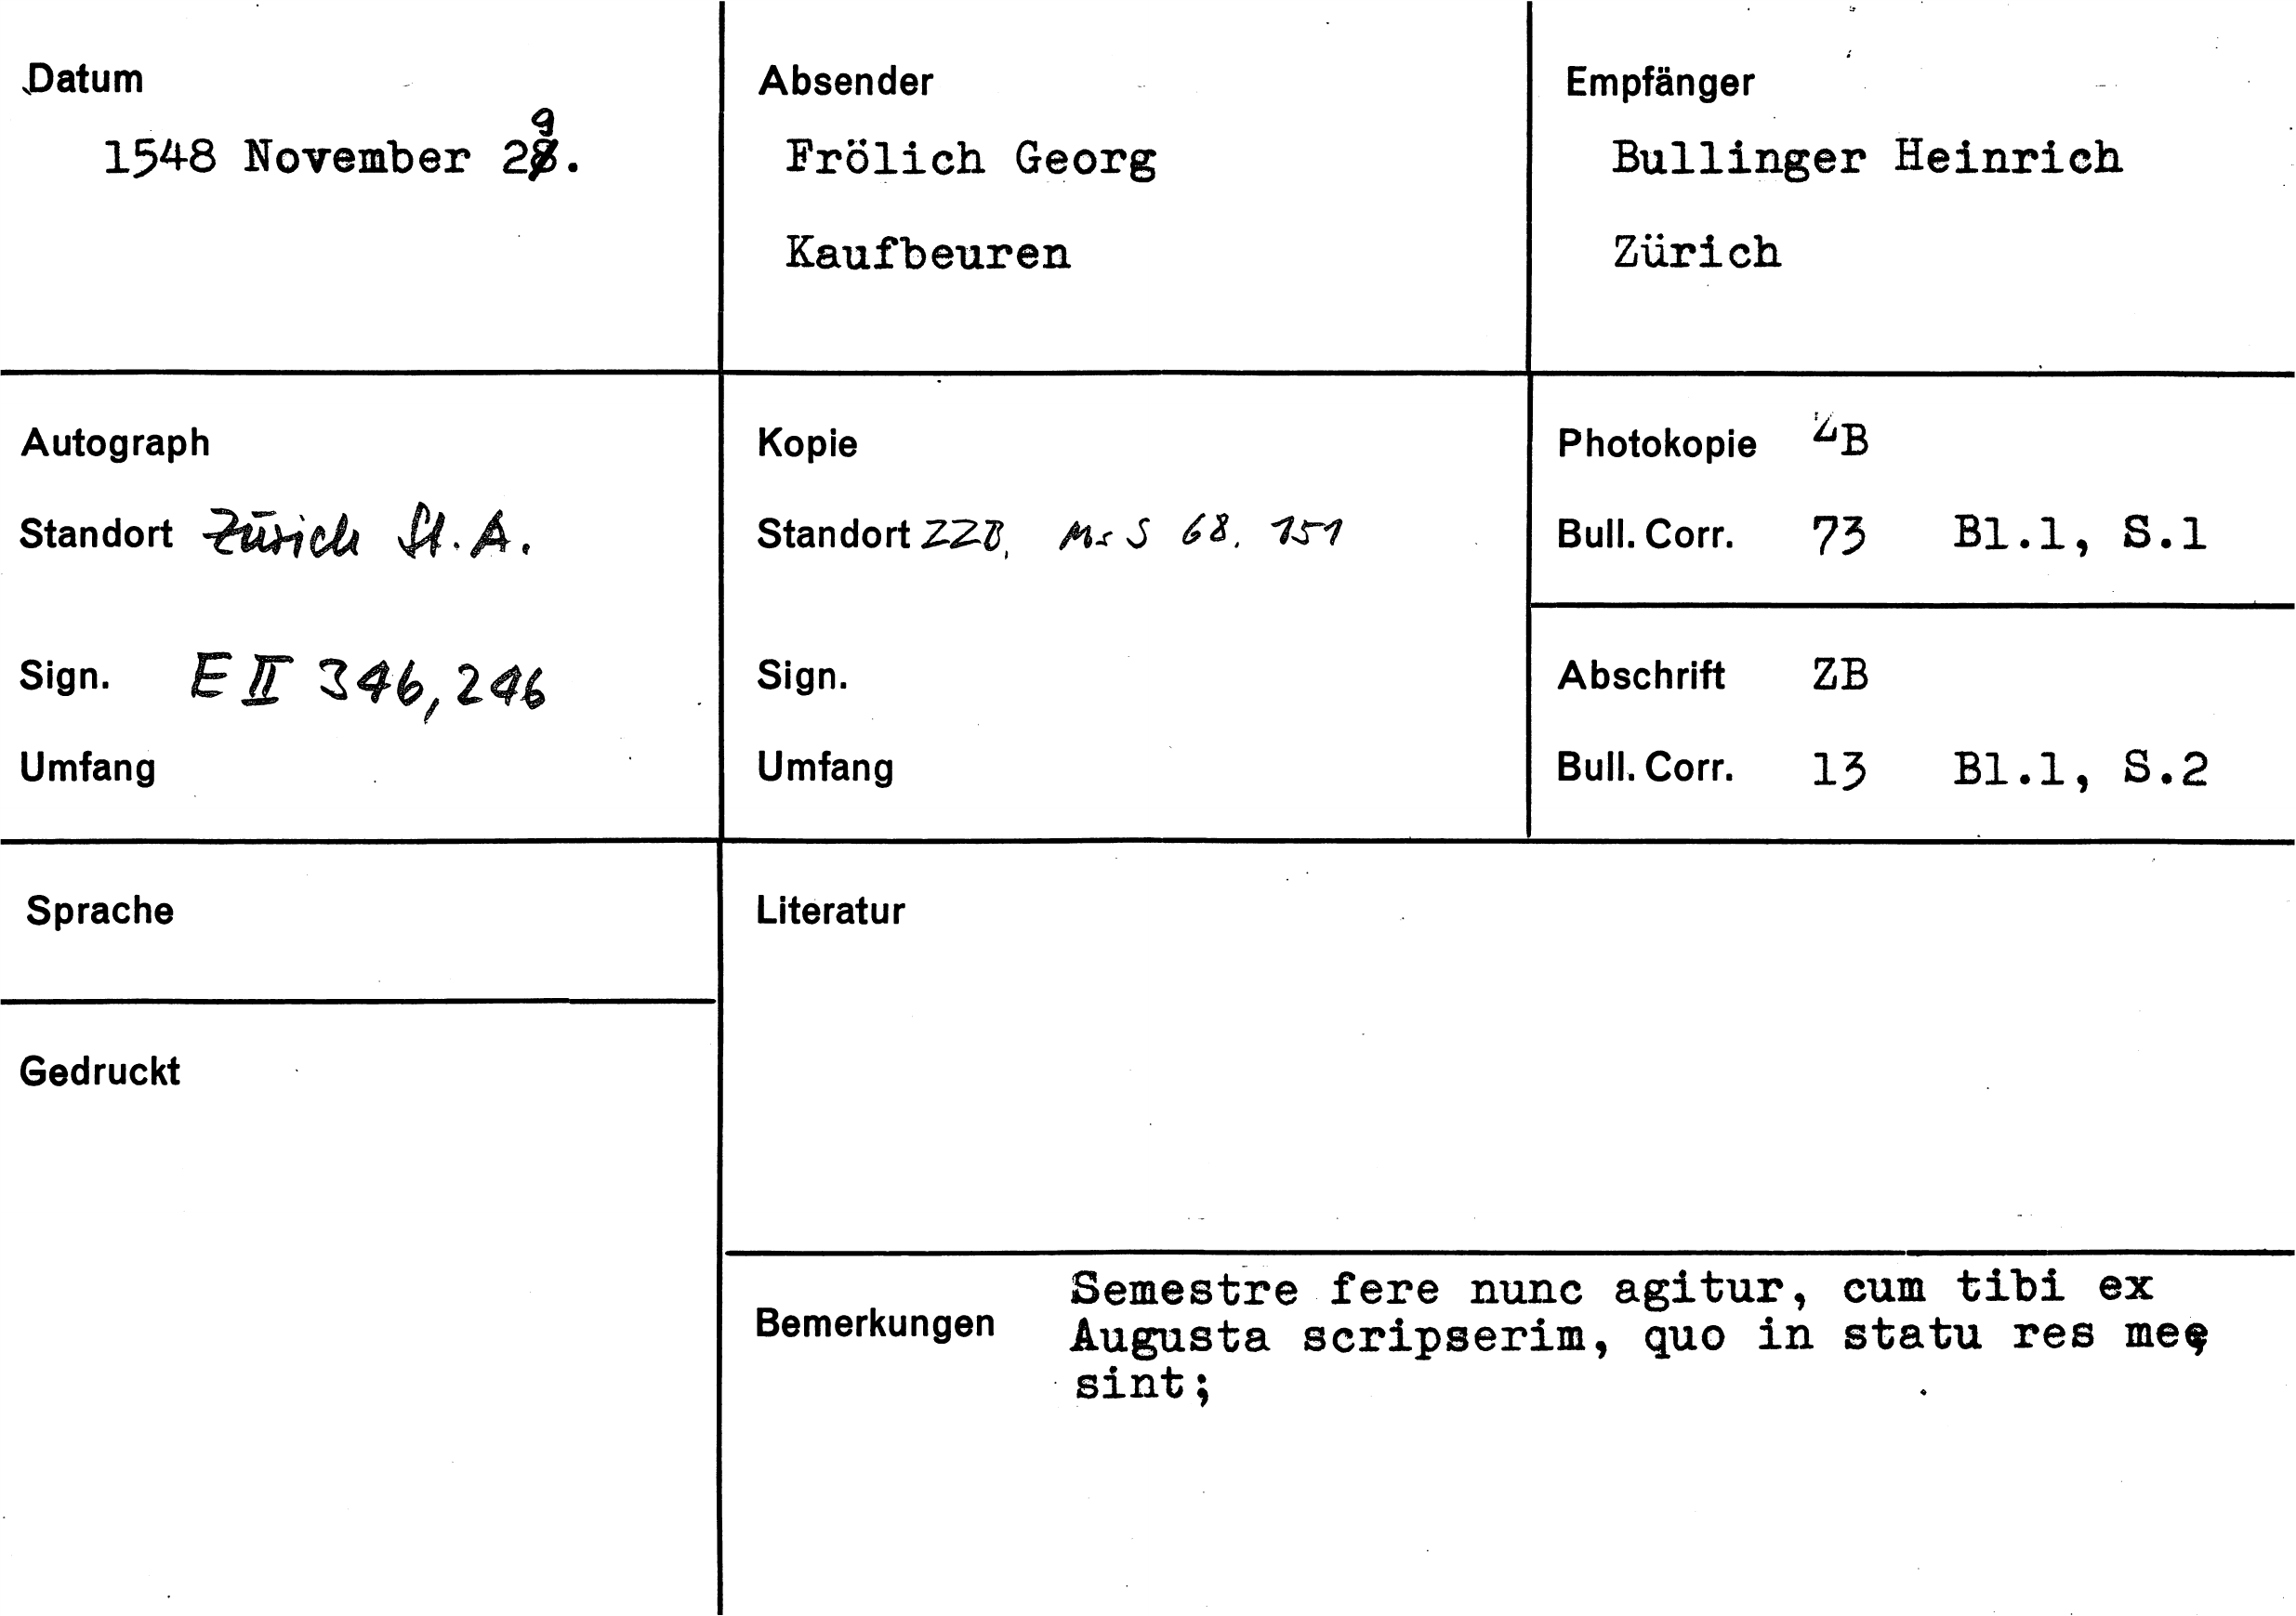 Datum
1548 November 29.
Absender
Frölich Georg
Kaufbeuren
Empfänger
Bullinger Heinrich
Zürich
Autograph
Standort Zürich St. A.
Sign. E II 346, 246
Umfang
Kopie
Standort ZZB, Ms S 68. 151
Sign.
Umfang
Photokopie ZB
Bull. Corr. 73 Bl.1, S.1
Abschrift ZB
Bull. Corr. 13 Bl.1, S.2
Sprache
Gedruckt
Literatur
Bemerkungen
Semestre fere nunc agitur, cum tibi ex
Augusta scripserim, quo in statu res meę
sint;